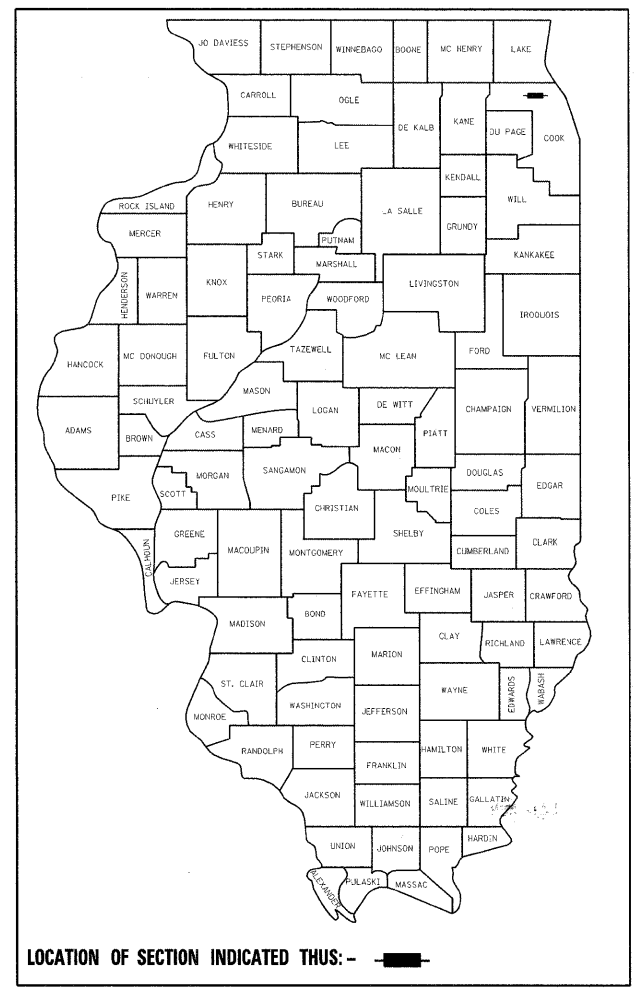 JO DAVIESS
STEPHENSON
WINNEBAGO
BOONE
MC HENRY
LAKE
CARROLL
OGLE
DE KALB
KANE
DU PAGE
COOK
WHITESIDE
LEE
KENDALL
WILL
ROCK ISLAND
HENRY
BUREAU
LA SALLE
GRUNDY
MERCER
PUTNAM
STARK
MARSHALL
KANKAKEE
HENDERSON
WARREN
KNOX
PEORIA
WOODFORD
LIVINGSTON
IROQUOIS
HANCOCK
MC DONOUGH
FULTON
TAZEWELL
MC LEAN
FORD
MASON
SCHUYLER
LOGAN
DE WITT
CHAMPAIGN
VERMILION
ADAMS
BROWN
CASS
MENARD
MACON
PIATT
MORGAN
SANGAMON
DOUGLAS
EDGAR
PIKE
SCOTT
MOULTRIE
CHRISTIAN
COLES
GREENE
MACOUPIN
MONTGOMERY
SHELBY
CLARK
CALHOUN
CUMBERLAND
JERSEY
FAYETTE
EFFINGHAM
JASPER
CRAWFORD
MADISON
BOND
CLAY
RICHLAND
LAWRENCE
CLINTON
MARION
ST. CLAIR
WAYNE
EDWARDS
WABASH
MONROE
WASHINGTON
JEFFERSON
RANDOLPH
PERRY
HAMILTON
WHITE
FRANKLIN
JACKSON
WILLIAMSON
SALINE
GALLATIN
UNION
JOHNSON
POPE
HARDIN
ALEXANDER
PULASKI
MASSAC
LOCATION OF SECTION INDICATED THUS: -